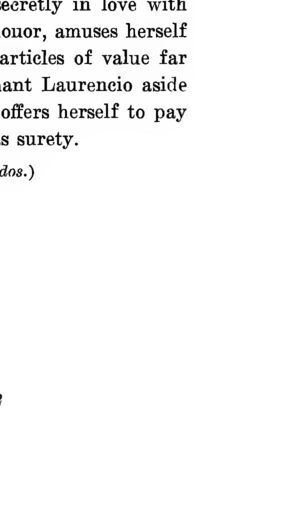 secretly in love with
onour, amuses herself
articles of value far
ant Laurencio aside
offers herself to pay
s surety.
dos.)